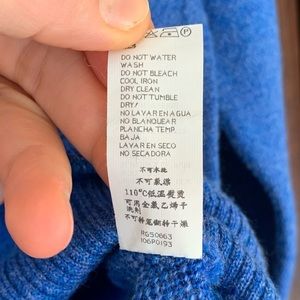 P
DO NOT WATER
WASH
DO NOT BLEACH
COOL IRON
DRY CLEAN
DO NOT TUMBLE
DRY!
NO LAVAR EN AGUA
NO BLANQUEAR
PLANCHA TEMP.
BAJA
LAVAR EN SECO
NO SECADORA
不可水洗
不可氯漂
110°C低温熨烫
可用全氯乙烯干
洗剂
不可转笼翻转干燥
RG50663
106P0193